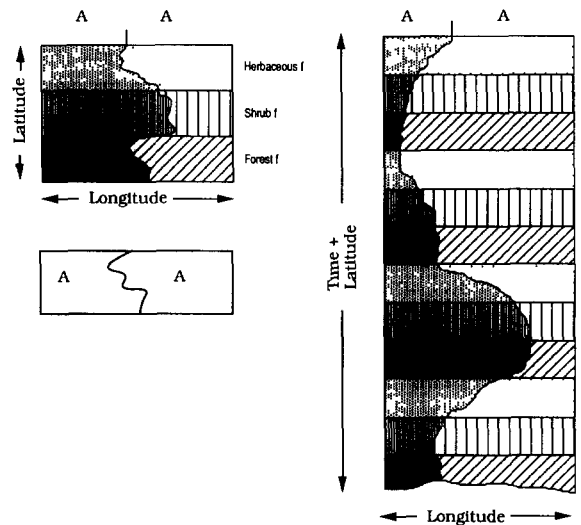 A A
Herbaceous f
Shrub f
Forest f
Latitude
Longitude
A A
A A
Time +
Latitude
Longitude